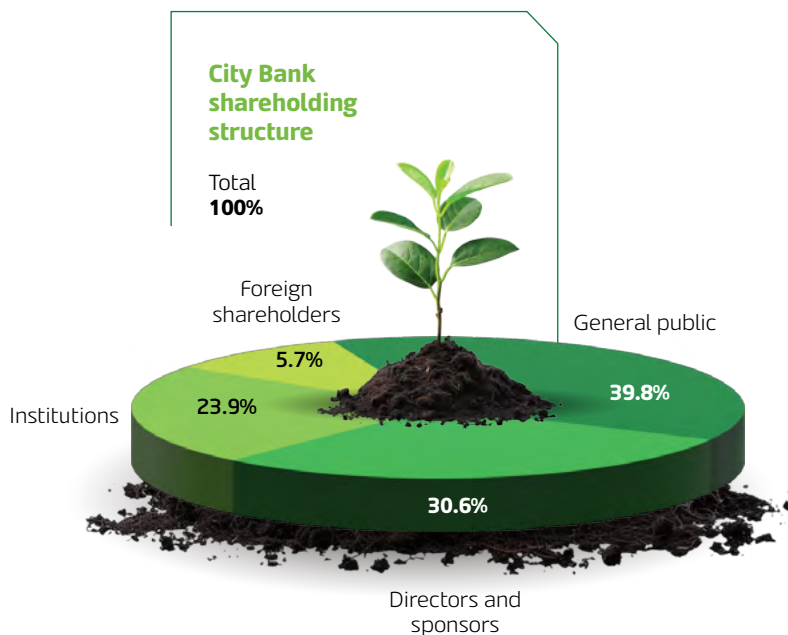 City Bank
shareholding
structure
Total
100%
Foreign
shareholders
General public
5.7%
39.8%
23.9%
Institutions
30.6%
Directors and
sponsors